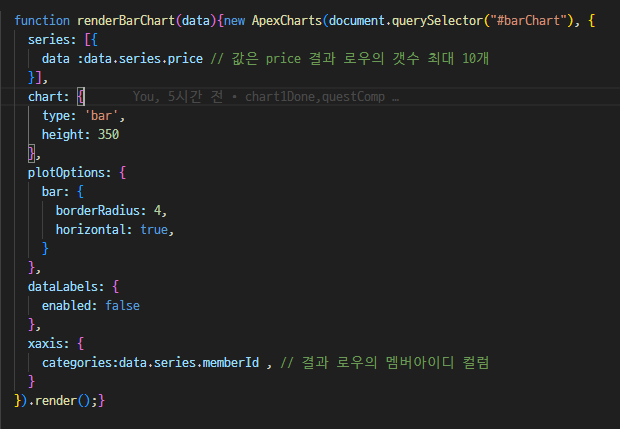 function renderBarChart(data){new ApexCharts(document.querySelector("#barChart"), {
series: [{
data :data.series.price // 값은 price 결과 로우의 갯수 최대 10개
}],
chart: { You, 5시간 전 • chart1Done,questComp …
type: 'bar',
height: 350
},
plotOptions: {
bar: {
borderRadius: 4,
horizontal: true,
}
},
dataLabels: {
enabled: false
},
xaxis: {
categories:data.series.memberId , // 결과 로우의 멤버아이디 컬럼
}
}).render();}